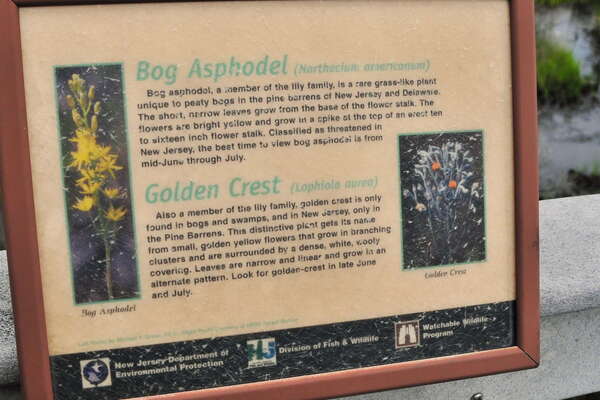 Bog Asphodel (Narthecium americanum)
Bog asphodel, a member of the lily family, is a rare grass-like plant
unique to peaty bogs in the pine barrens of New Jersey and Delaware.
The short, narrow leaves grow from the base of the flower stalk. The
flowers are bright yellow and grow in a spike at the top of an erect ten
to sixteen inch flower stalk. Classified as threatened in
New Jersey, the best time to view bog asphodel is from
mid-June through July.
Golden Crest (Lophiola aurea)
Also a member of the lily family, golden crest is only
found in bogs and swamps, and in New Jersey, only in
the Pine Barrens. This distinctive plant gets its name
from small, golden yellow flowers that grow in branching
clusters and are surrounded by a dense, white, wooly
covering. Leaves are narrow and linear and grow in an
alternate pattern. Look for golden-crest in late June
and July.
Golden Crest
Bog Asphodel
New Jersey Department of
Environmental Protection
Division of Fish & Wildlife
Watchable Wildlife
Program